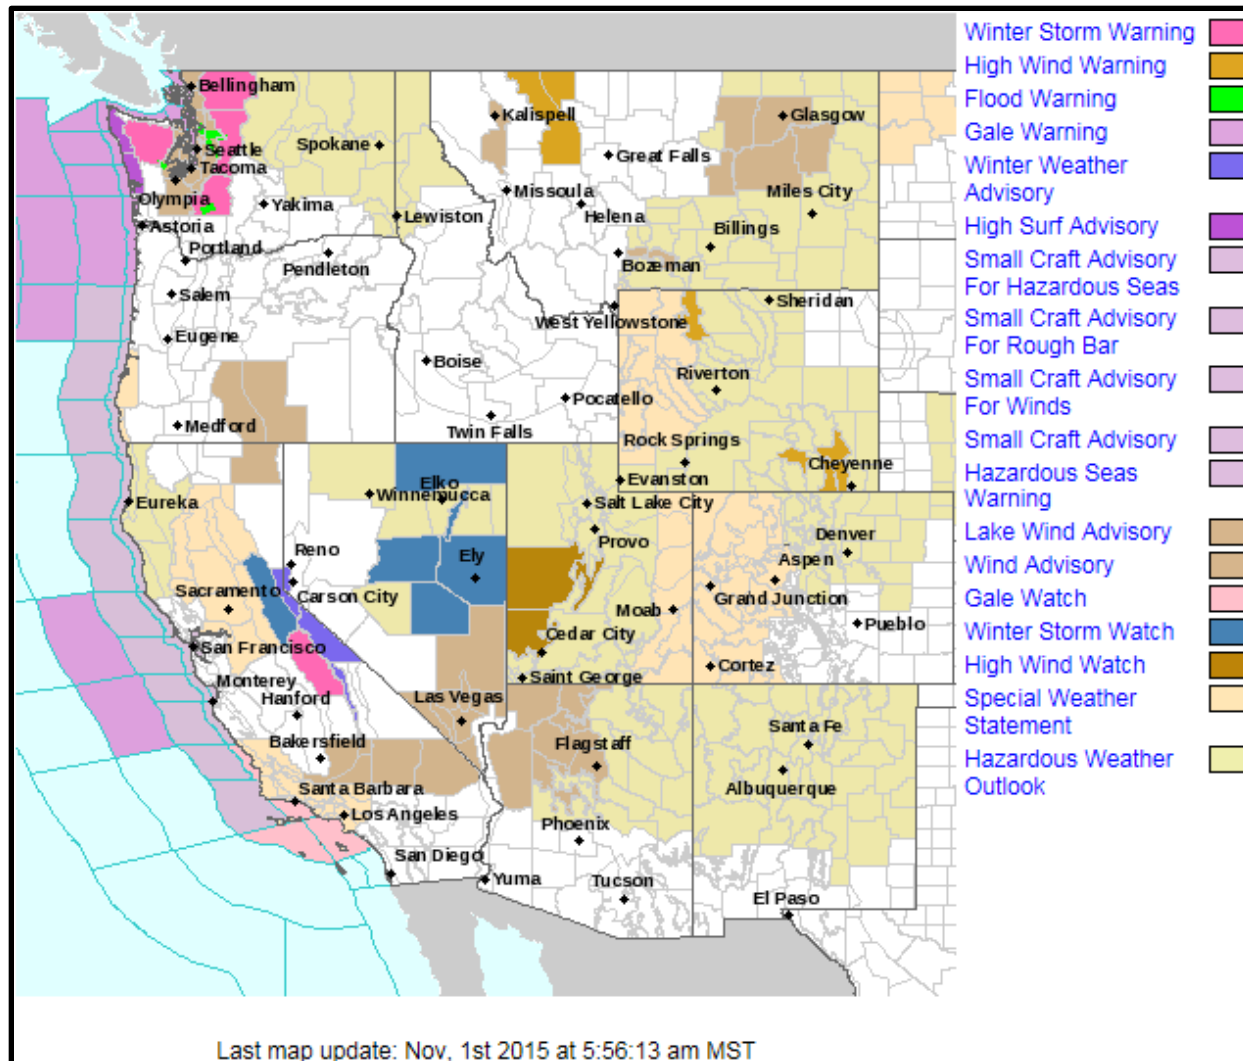 Bellingham
Kalispell
Glasgow
Seattle
Spokane
Great Falls
Tacoma
Missoula
Miles City
Olympia
Yakima
Lewiston
Helena
Astoria
Billings
Portland
Pendleton
Bozeman
Salem
Sheridan
West Yellowstone
Eugene
Boise
Riverton
Pocatello
Medford
Twin Falls
Rock Springs
Cheyenne
Elko
Evanston
Winnemucca
Eureka
Salt Lake City
Denver
Provo
Reno
Ely
Aspen
Sacramento
Carson City
Grand Junction
Moab
Pueblo
Cedar City
San Francisco
Cortez
Saint George
Monterey
Hanford
Las Vegas
Santa Fe
Bakersfield
Flagstaff
Santa Barbara
Albuquerque
Los Angeles
Phoenix
San Diego
Yuma
Tucson
El Paso
Winter Storm Warning
High Wind Warning
Flood Warning
Gale Warning
Winter Weather
Advisory
High Surf Advisory
Small Craft Advisory
For Hazardous Seas
Small Craft Advisory
For Rough Bar
Small Craft Advisory
For Winds
Small Craft Advisory
Hazardous Seas
Warning
Lake Wind Advisory
Wind Advisory
Gale Watch
Winter Storm Watch
High Wind Watch
Special Weather
Statement
Hazardous Weather
Outlook
Last map update: Nov, 1st 2015 at 5:56:13 am MST